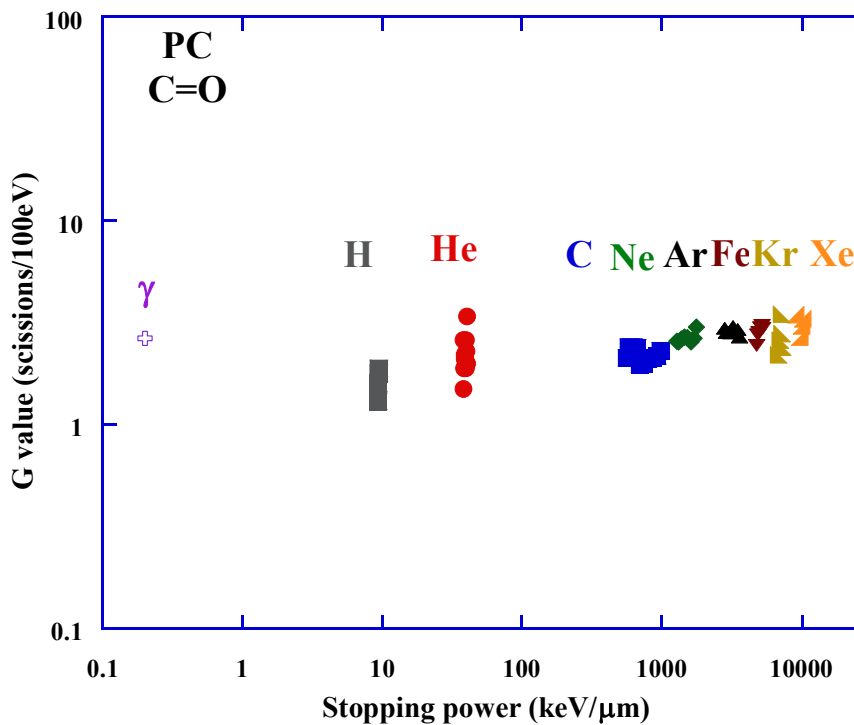 100
PC
C=O
10
H
He
C
Ne
Ar
Fe
Kr
Xe
γ
G value (scissions/100eV)
1
0.1
0.1
1
10
100
1000
10000
Stopping power (keV/μm)